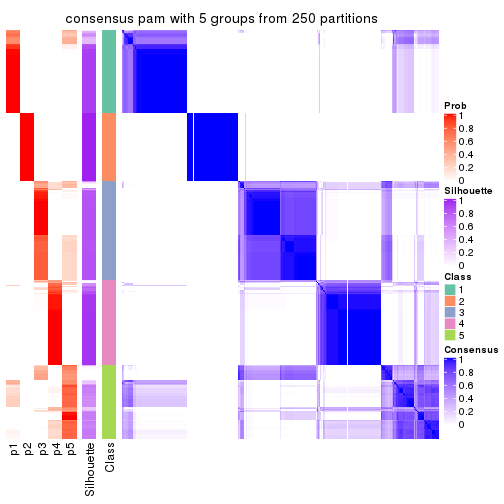 consensus pam with 5 groups from 250 partitions
Prob
1
0.8
0.6
0.4
0.2
0
Silhouette
1
0.8
0.6
0.4
0.2
0
Class
1
2
3
4
5
Consensus
1
0.8
0.6
0.4
0.2
0
p1
p2
p3
p4
p5
Silhouette
Class